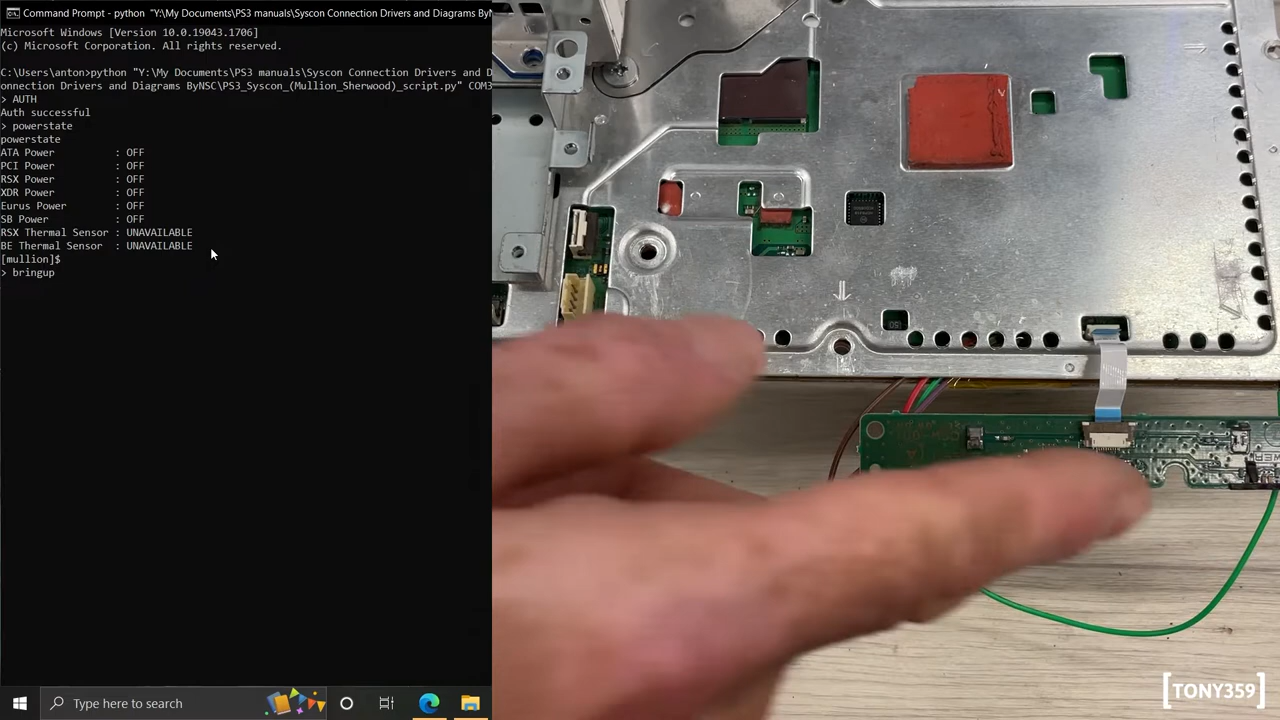 Command Prompt - python "Y:\My Documents\PS3 manuals\Syscon Connection Drivers and Diagrams ByN
Microsoft Windows [Version 10.0.19043.1706]
(c) Microsoft Corporation. All rights reserved.
C:\Users\anton>python "Y:\My Documents\PS3 manuals\Syscon Connection Drivers and D
onnection Drivers and Diagrams ByNSC\PS3_Syscon_(Mullion_Sherwood)_script.py" COM3
> AUTH
Auth successful
> powerstate
powerstate
ATA Power : OFF
PCI Power : OFF
RSX Power : OFF
XDR Power : OFF
Eurus Power : OFF
SB Power : OFF
RSX Thermal Sensor : UNAVAILABLE
BE Thermal Sensor : UNAVAILABLE
[mullion]$
> bringup
Type here to search
[TONY359]